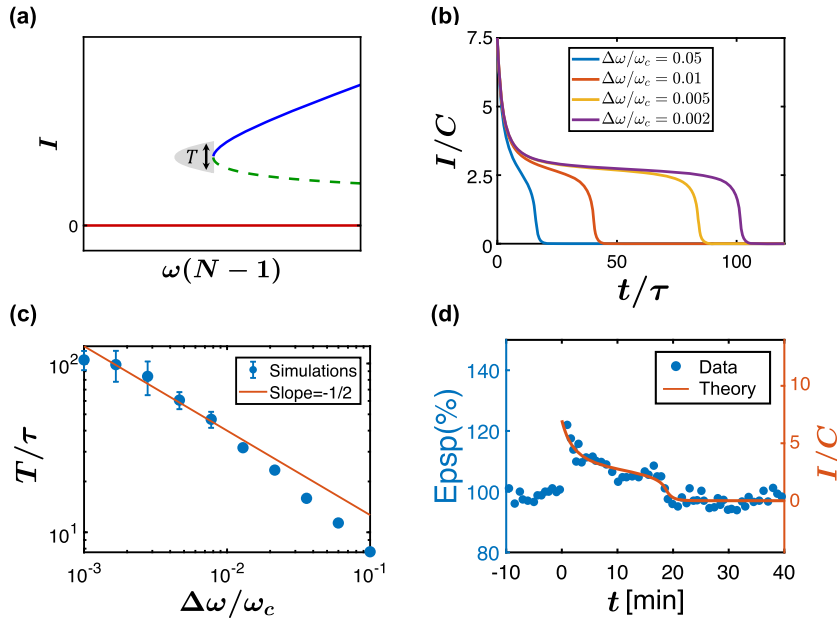 (a)
I
T
0
ω(N − 1)
(b)
I/C
7.5
5
2.5
0
Δω/ω_c = 0.05
Δω/ω_c = 0.01
Δω/ω_c = 0.005
Δω/ω_c = 0.002
0 50 100
t/τ
(c)
T/τ
10^2
10^1
Simulations
Slope=-1/2
10^-3 10^-2 10^-1
Δω/ω_c
(d)
Epsp(%)
140
120
100
80
Data
Theory
10
5
0
I/C
-10 0 10 20 30 40
t [min]